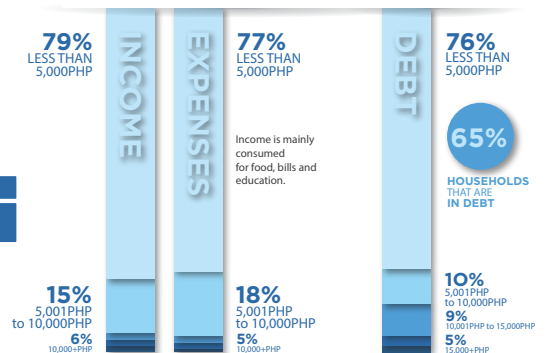 79%
LESS THAN
5,000PHP
INCOME
15%
5,001PHP
to 10,000PHP
6%
10,000+PHP
EXPENSES
77%
LESS THAN
5,000PHP
Income is mainly
consumed
for food, bills and
education.
18%
5,001PHP
to 10,000PHP
5%
10,000+PHP
DEBT
76%
LESS THAN
5,000PHP
65%
HOUSEHOLDS
THAT ARE
IN DEBT
10%
5,001PHP
to 10,000PHP
9%
10,001PHP to 15,000PHP
5%
15,000+PHP